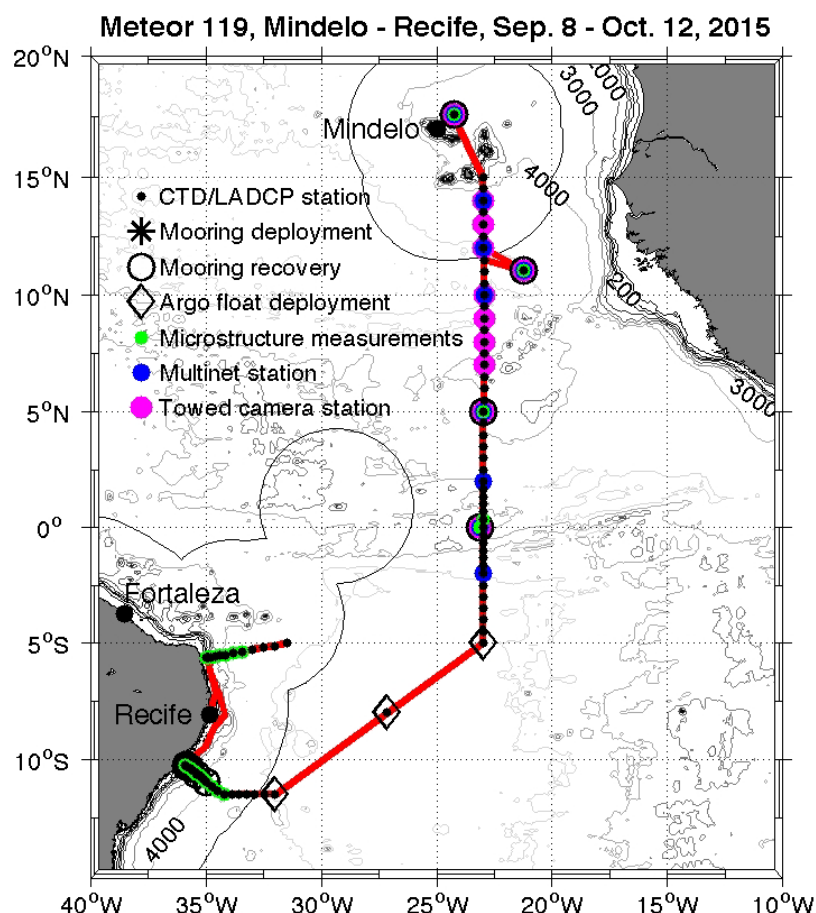 Meteor 119, Mindelo - Recife, Sep. 8 - Oct. 12, 2015
20°N
15°N
10°N
5°N
0°
5°S
10°S
3000
Mindelo
4000
CTD/LADCP station
Mooring deployment
Mooring recovery
Argo float deployment
Microstructure measurements
Multinet station
Towed camera station
200
3000
Fortaleza
Recife
4000
40°W 35°W 30°W 25°W 20°W 15°W